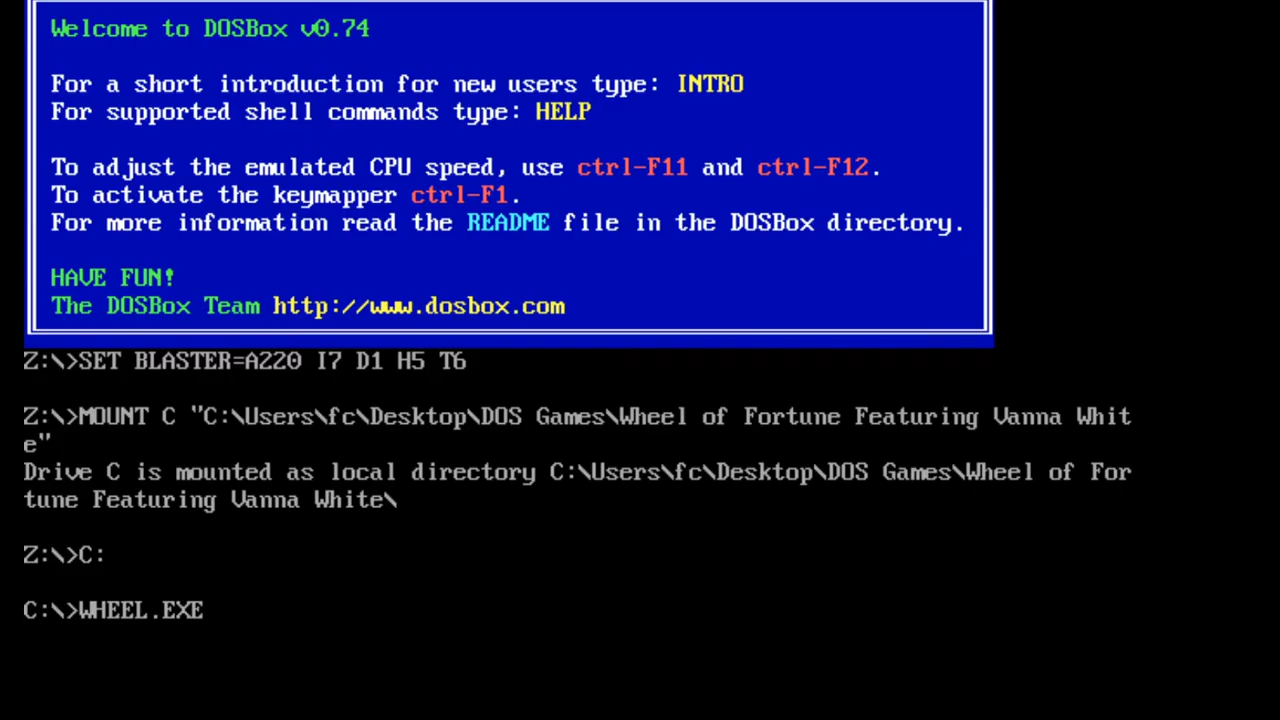 Welcome to DOSBox v0.74
For a short introduction for new users type: INTRO
For supported shell commands type: HELP
To adjust the emulated CPU speed, use ctrl-F11 and ctrl-F12.
To activate the keymapper ctrl-F1.
For more information read the README file in the DOSBox directory.
HAVE FUN!
The DOSBox Team http://www.dosbox.com
Z:\>SET BLASTER=A220 I7 D1 H5 T6
Z:\>MOUNT C "C:\Users\fc\Desktop\DOS Games\Wheel of Fortune Featuring Vanna Whit
e"
Drive C is mounted as local directory C:\Users\fc\Desktop\DOS Games\Wheel of For
tune Featuring Vanna White\
Z:\>C:
C:\>WHEEL.EXE